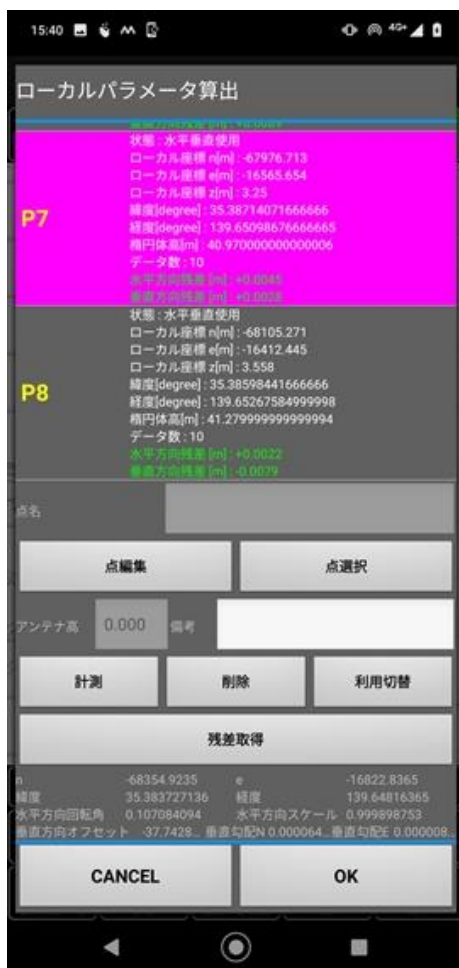 15:40
4G+
ローカルパラメータ算出
垂直方向残差 [m] : +0.0089
P7
状態 : 水平垂直使用
ローカル座標 n[m] : -67976.713
ローカル座標 e[m] : -16565.654
ローカル座標 z[m] : 3.25
緯度[degree] : 35.38714071666666
経度[degree] : 139.65098676666665
楕円体高[m] : 40.970000000000006
データ数 : 10
水平方向残差 [m] : +0.0045
垂直方向残差 [m] : +0.0028
P8
状態 : 水平垂直使用
ローカル座標 n[m] : -68105.271
ローカル座標 e[m] : -16412.445
ローカル座標 z[m] : 3.558
緯度[degree] : 35.38598441666666
経度[degree] : 139.65267584999998
楕円体高[m] : 41.279999999999994
データ数 : 10
水平方向残差 [m] : +0.0022
垂直方向残差 [m] : -0.0079
点名
点編集 点選択
アンテナ高 0.000 備考
計測 削除 利用切替
残差取得
n -68354.9235 e -16822.8365
緯度 35.383727136 経度 139.64816365
水平方向回転角 0.107084094 水平方向スケール 0.999898753
垂直方向オフセット -37.7428... 垂直勾配N 0.000064... 垂直勾配E 0.000008...
CANCEL OK